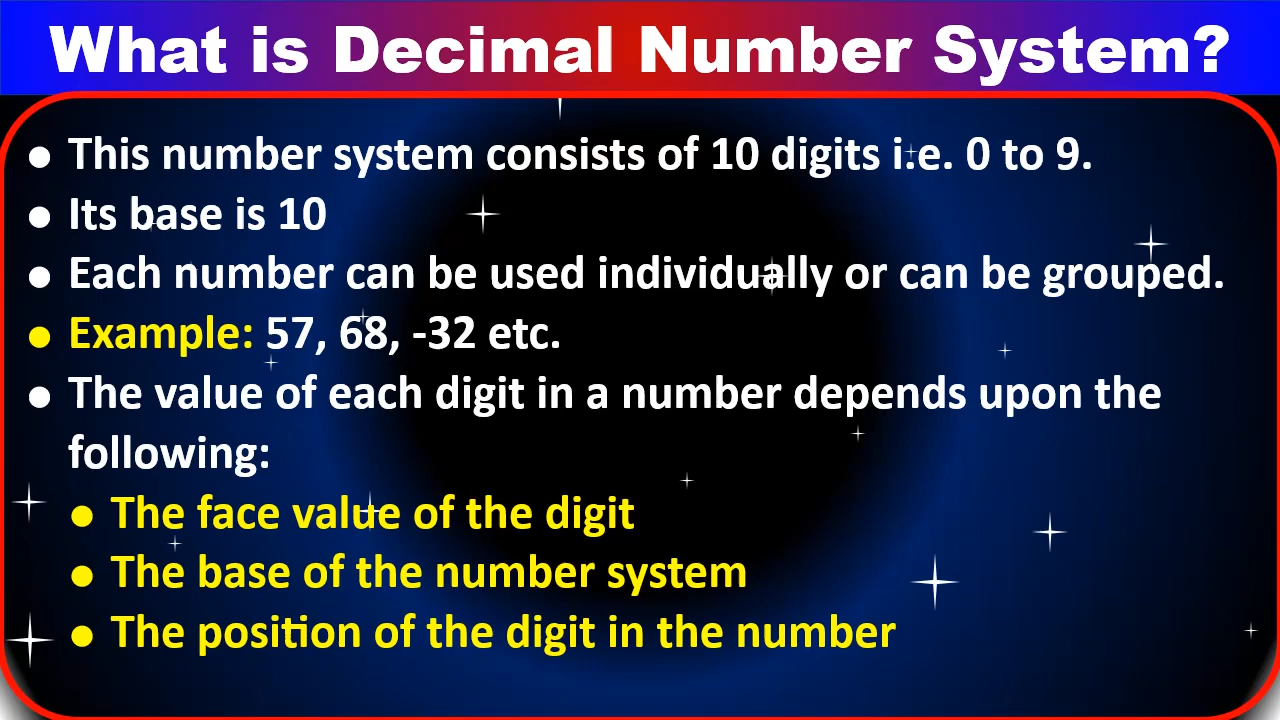 What is Decimal Number System?
• This number system consists of 10 digits i.e. 0 to 9.
• Its base is 10
• Each number can be used individually or can be grouped.
• Example: 57, 68, -32 etc.
• The value of each digit in a number depends upon the
following:
• The face value of the digit
• The base of the number system
• The position of the digit in the number